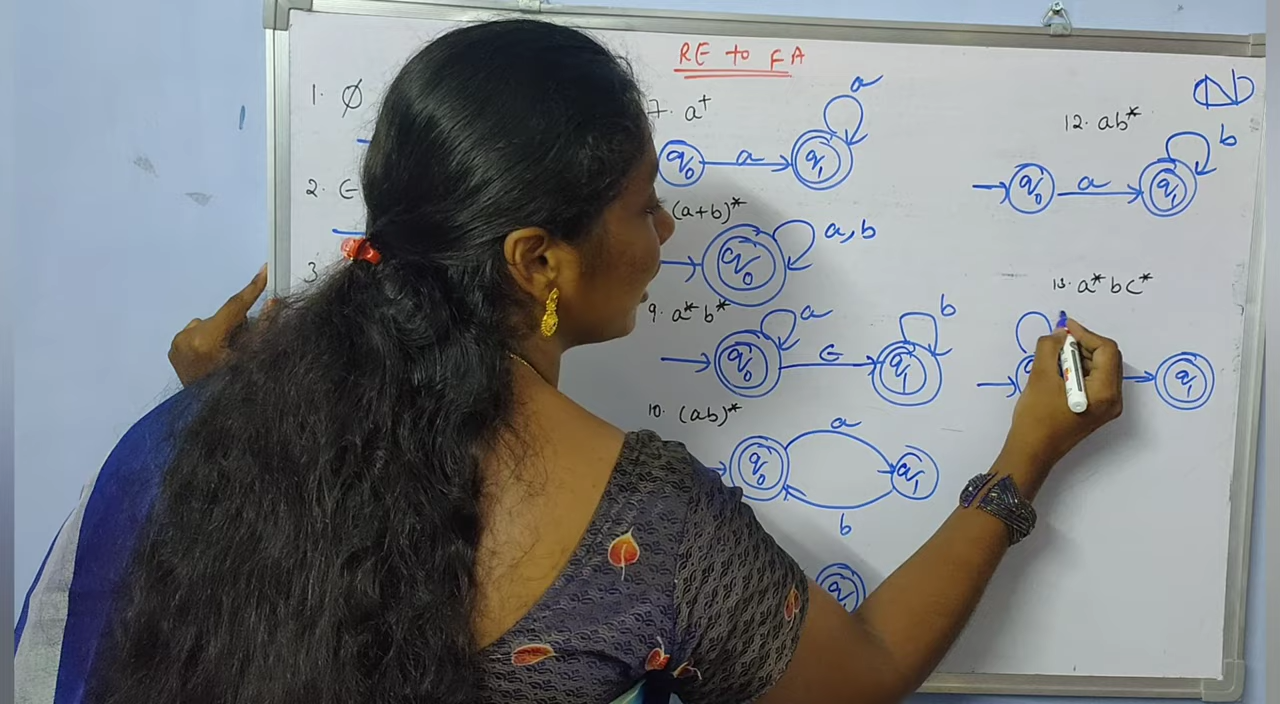 RE to FA
1. Ø
2. ∈
3.
7. a⁺
q₀ a q₁ a
(a+b)*
q₀ a, b
9. a* b*
q₀ a ∈ q₁ b
10. (ab)*
q₀ a q₁
b
12. ab*
q₀ a q₁ b
13. a* b c*
q₁